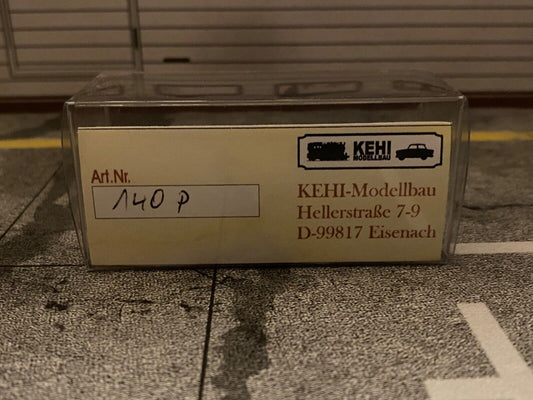 KEHI
MODELLBAU
Art.Nr.
140 P
KEHI-Modellbau
Hellerstraße 7-9
D-99817 Eisenach